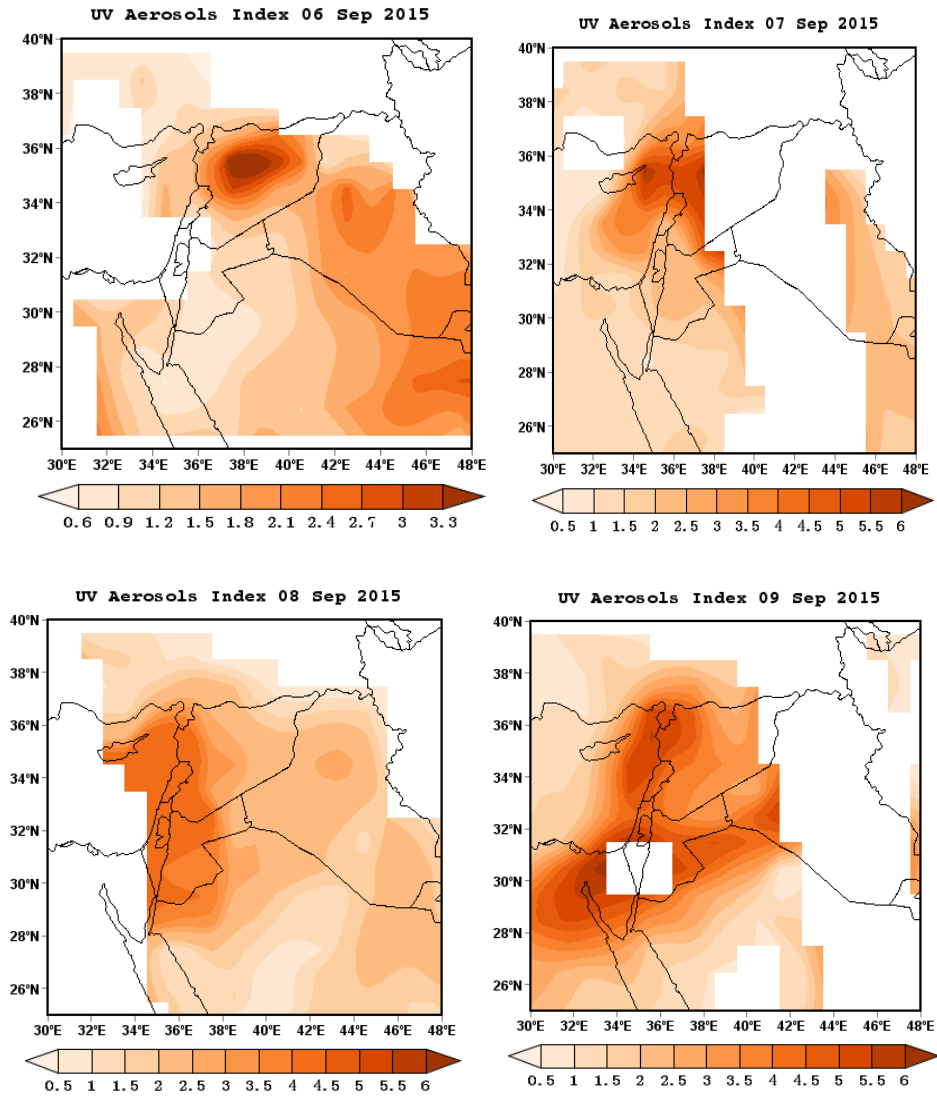 UV Aerosols Index 06 Sep 2015
40°N
38°N
36°N
34°N
32°N
30°N
28°N
26°N
30°E 32°E 34°E 36°E 38°E 40°E 42°E 44°E 46°E 48°E
0.6 0.9 1.2 1.5 1.8 2.1 2.4 2.7 3 3.3
UV Aerosols Index 07 Sep 2015
40°N
38°N
36°N
34°N
32°N
30°N
28°N
26°N
30°E 32°E 34°E 36°E 38°E 40°E 42°E 44°E 46°E 48°E
0.5 1 1.5 2 2.5 3 3.5 4 4.5 5 5.5 6
UV Aerosols Index 08 Sep 2015
40°N
38°N
36°N
34°N
32°N
30°N
28°N
26°N
30°E 32°E 34°E 36°E 38°E 40°E 42°E 44°E 46°E 48°E
0.5 1 1.5 2 2.5 3 3.5 4 4.5 5 5.5 6
UV Aerosols Index 09 Sep 2015
40°N
38°N
36°N
34°N
32°N
30°N
28°N
26°N
30°E 32°E 34°E 36°E 38°E 40°E 42°E 44°E 46°E 48°E
0.5 1 1.5 2 2.5 3 3.5 4 4.5 5 5.5 6